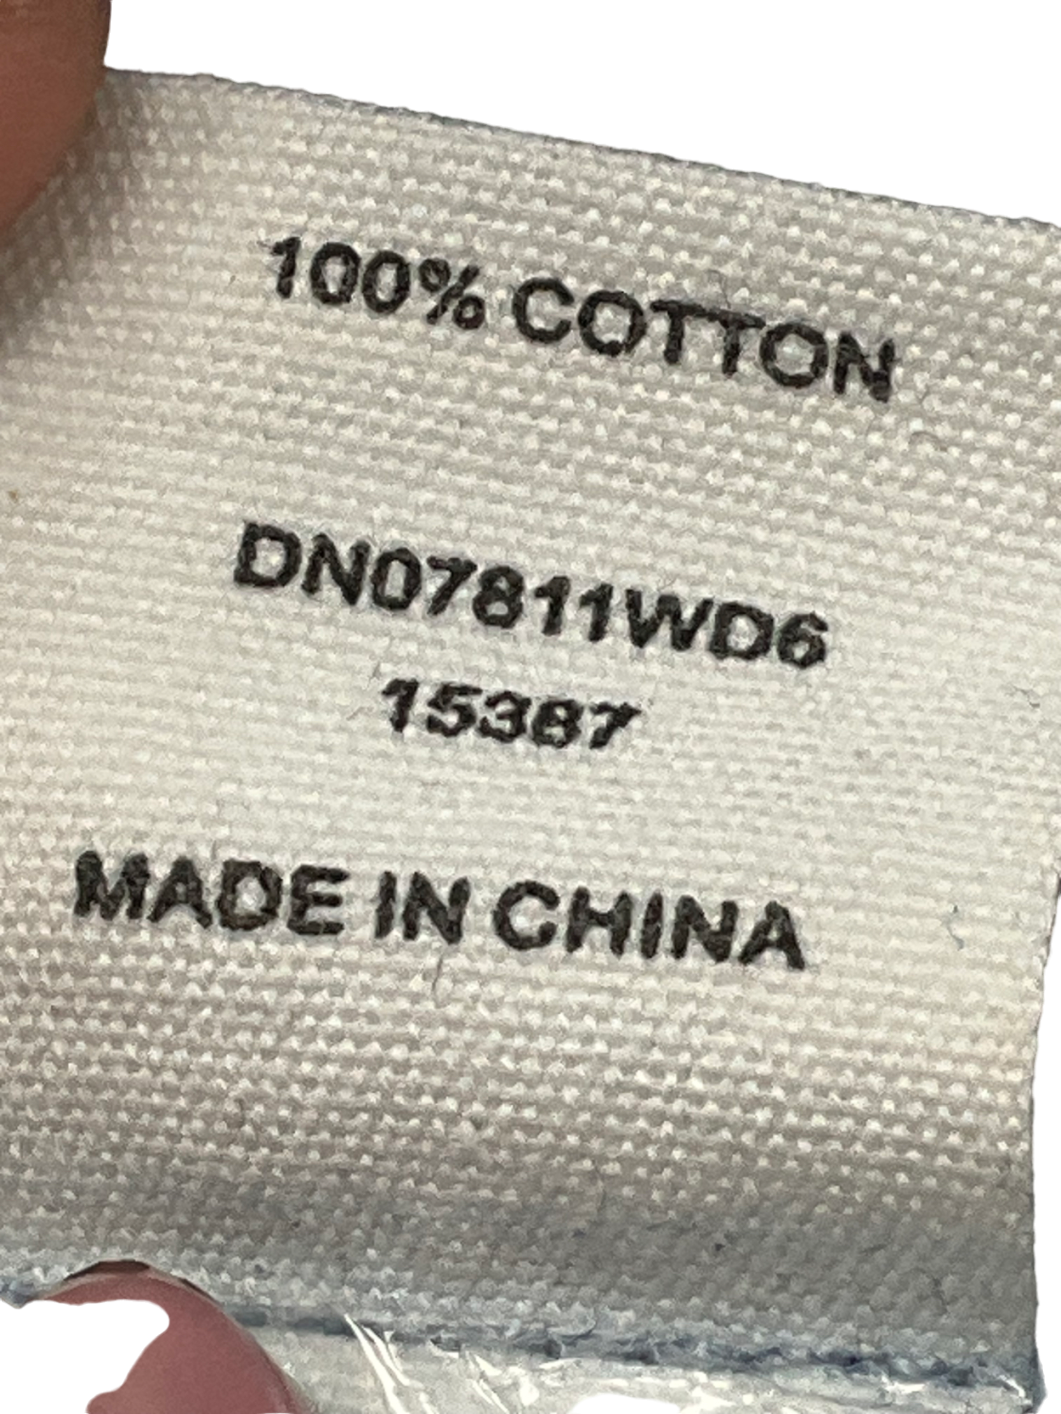 100% COTTON
DN07811WD6
15387
MADE IN CHINA